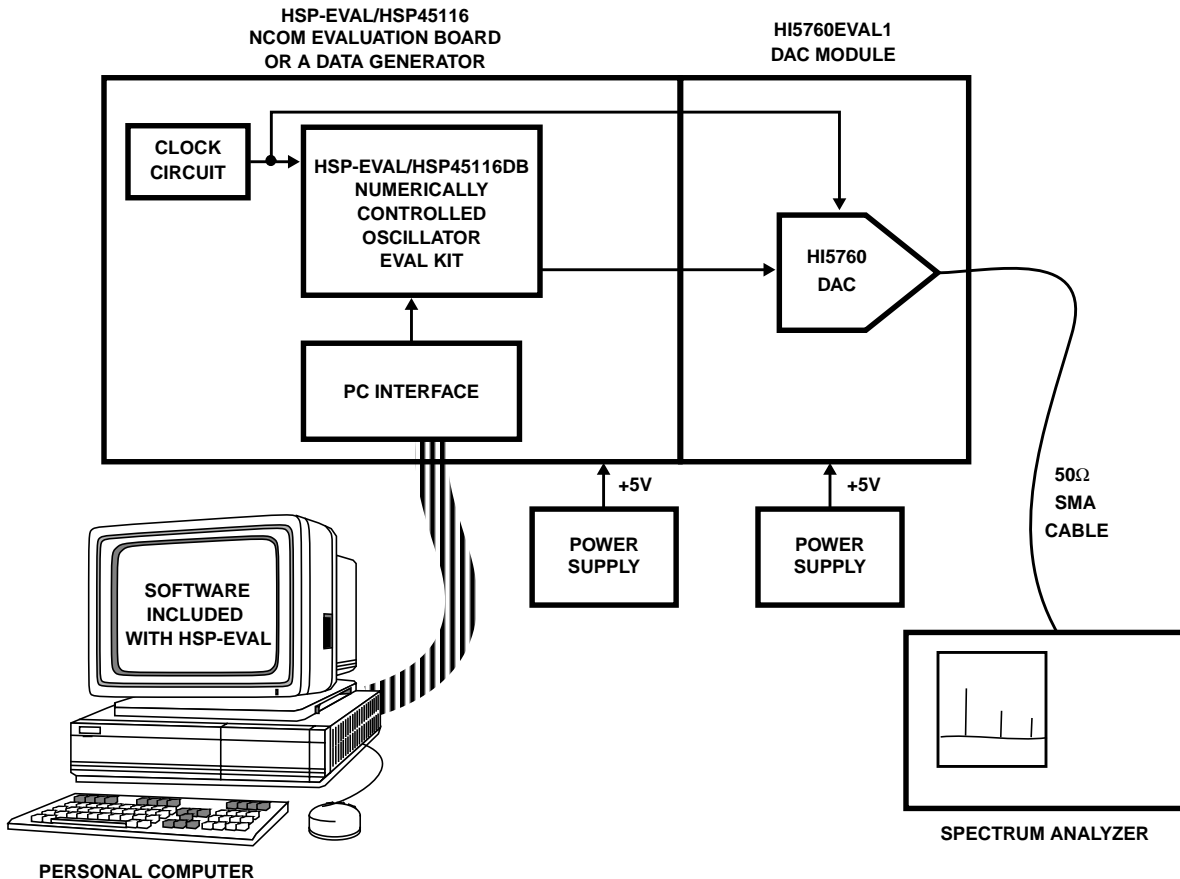 HSP-EVAL/HSP45116
NCOM EVALUATION BOARD
OR A DATA GENERATOR
HI5760EVAL1
DAC MODULE
CLOCK
CIRCUIT
HSP-EVAL/HSP45116DB
NUMERICALLY
CONTROLLED
OSCILLATOR
EVAL KIT
HI5760
DAC
PC INTERFACE
+5V
+5V
50Ω
SMA
CABLE
POWER
SUPPLY
POWER
SUPPLY
SOFTWARE
INCLUDED
WITH HSP-EVAL
SPECTRUM ANALYZER
PERSONAL COMPUTER